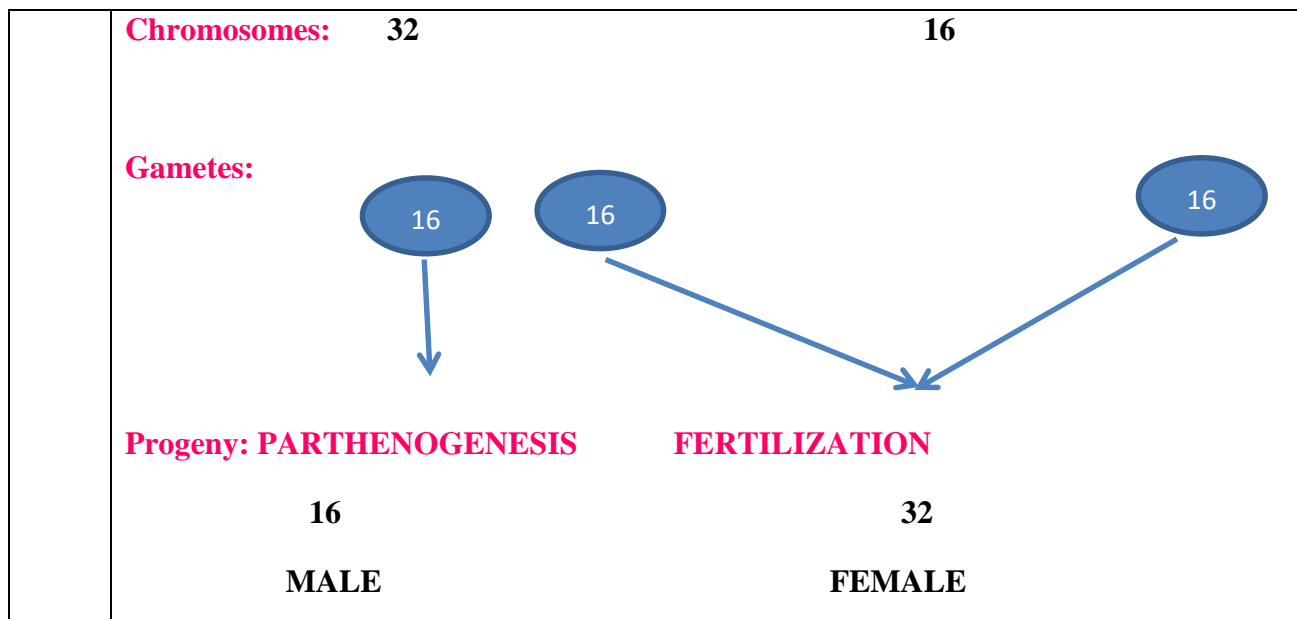 Chromosomes: 32 16
Gametes:
16 16 16
Progeny: PARTHENOGENESIS FERTILIZATION
16 32
MALE FEMALE